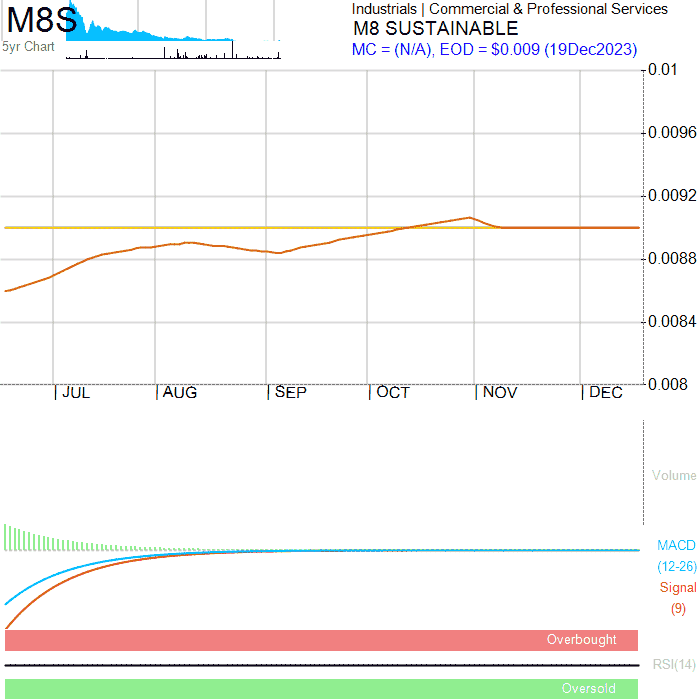 M8S
5yr Chart
Industrials | Commercial & Professional Services
M8 SUSTAINABLE
MC = (N/A), EOD = $0.009 (19Dec2023)
0.01
0.0096
0.0092
0.0088
0.0084
0.008
| JUL | AUG | SEP | OCT | NOV | DEC
Volume
MACD
(12-26)
Signal
(9)
Overbought
RSI(14)
Oversold